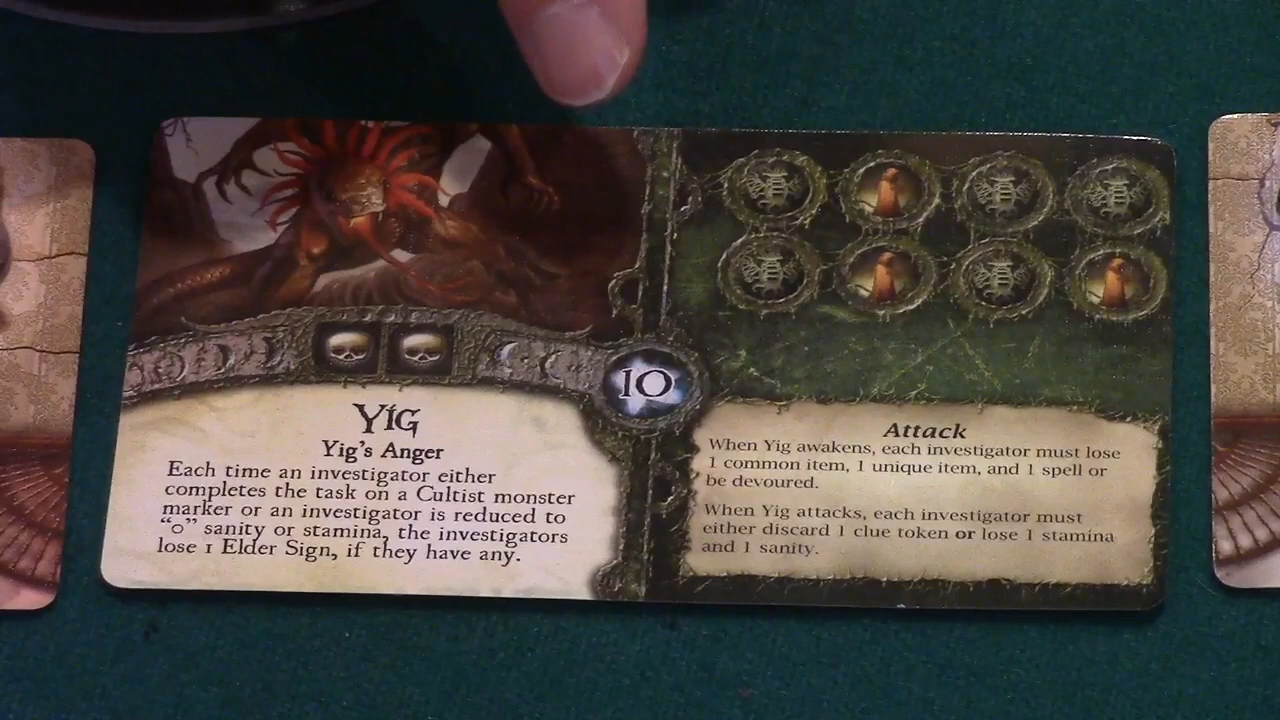 10
YIG
Yig's Anger
Each time an investigator either
completes the task on a Cultist monster
marker or an investigator is reduced to
"0" sanity or stamina, the investigators
lose 1 Elder Sign, if they have any.
Attack
When Yig awakens, each investigator must lose
1 common item, 1 unique item, and 1 spell or
be devoured.
When Yig attacks, each investigator must
either discard 1 clue token or lose 1 stamina
and 1 sanity.